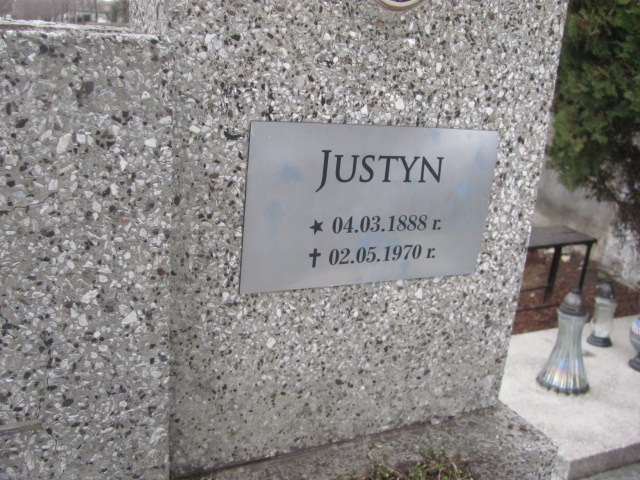 JUSTYN
★ 04.03.1888 r.
✝ 02.05.1970 r.